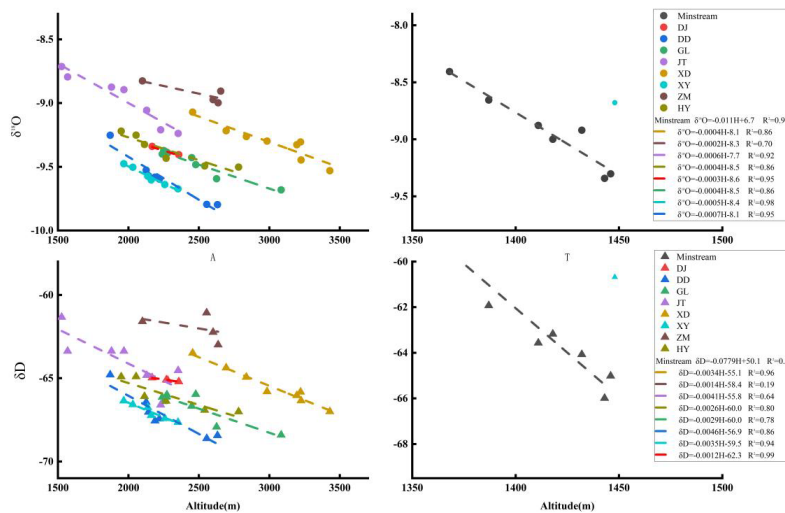 -8.5
-9.0
-9.5
-10.0
δ¹⁸O
1500 2000 2500 3000 3500
A
-8.0
-8.5
-9.0
-9.5
1350 1400 1450 1500
T
Minstream
DJ
DD
GL
JT
XD
XY
ZM
HY
Minstream δ¹⁸O=-0.011H+6.7 R²=0.9
δ¹⁸O=-0.0004H-8.1 R²=0.86
δ¹⁸O=-0.0002H-8.3 R²=0.70
δ¹⁸O=-0.0006H-7.7 R²=0.92
δ¹⁸O=-0.0004H-8.5 R²=0.86
δ¹⁸O=-0.0003H-8.6 R²=0.95
δ¹⁸O=-0.0004H-8.5 R²=0.86
δ¹⁸O=-0.0005H-8.4 R²=0.98
δ¹⁸O=-0.0007H-8.1 R²=0.95
-60
-65
-70
δD
1500 2000 2500 3000 3500
Altitude(m)
-60
-62
-64
-66
-68
1350 1400 1450 1500
Altitude(m)
Minstream
DJ
DD
GL
JT
XD
XY
ZM
HY
Minstream δD=-0.0779H+50.1 R²=0.
δD=-0.0034H-55.1 R²=0.96
δD=-0.0014H-58.4 R²=0.19
δD=-0.0041H-55.8 R²=0.64
δD=-0.0026H-60.0 R²=0.80
δD=-0.0029H-60.0 R²=0.78
δD=-0.0046H-56.9 R²=0.86
δD=-0.0035H-59.5 R²=0.94
δD=-0.0012H-62.3 R²=0.99